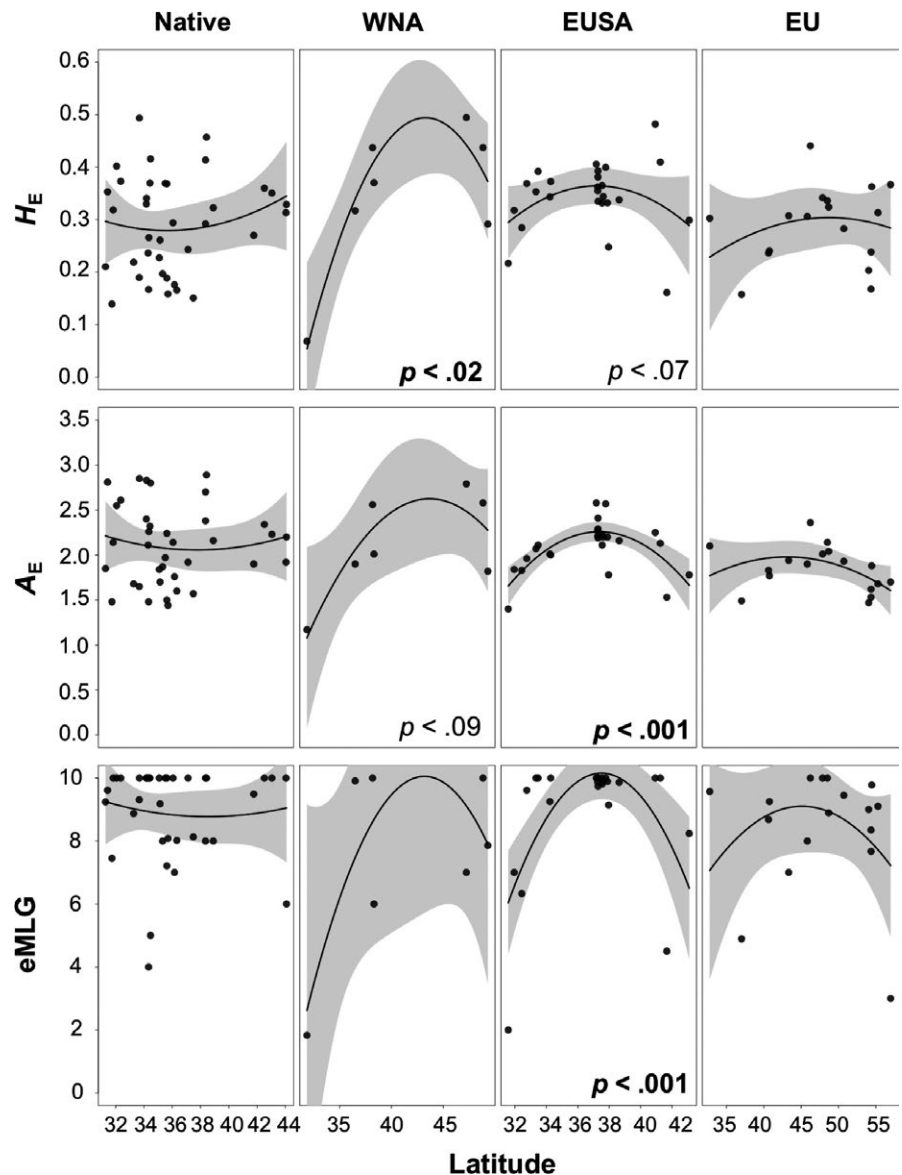 Native WNA EUSA EU
HE
0.6
0.5
0.4
0.3
0.2
0.1
0.0
p < .02 p < .07
AE
3.5
3.0
2.5
2.0
1.5
1.0
0.5
0.0
p < .09 p < .001
eMLG
10
8
6
4
2
0
p < .001
32 34 36 38 40 42 44 35 40 45 32 34 36 38 40 42 35 40 45 50 55
Latitude